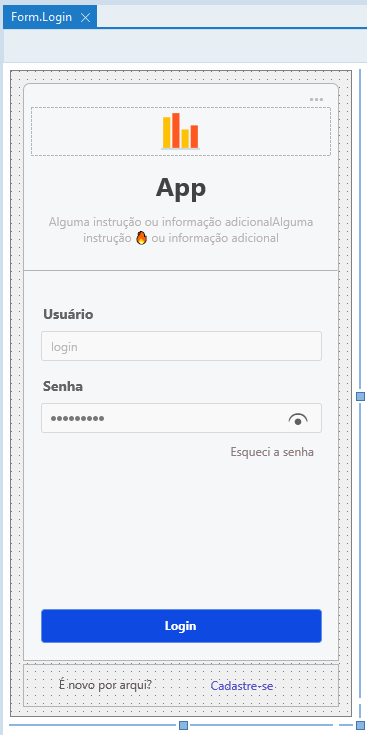 Form.Login
App
Alguma instrução ou informação adicionalAlguma
instrução 🔥 ou informação adicional
Usuário
login
Senha
•••••••••
Esqueci a senha
Login
É novo por arqui?
Cadastre-se